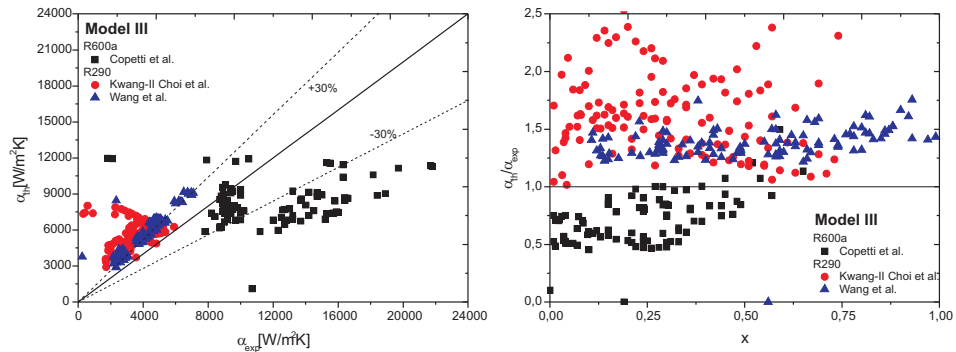 Model III
R600a
Copetti et al.
R290
Kwang-Il Choi et al.
Wang et al.
+30%
-30%
24000
21000
18000
15000
12000
9000
6000
3000
0
0 4000 8000 12000 16000 20000 24000
α_th[W/m²K]
α_exp[W/m²K]
2,5
2,0
1,5
1,0
0,5
0,0
0,00 0,25 0,50 0,75 1,00
α_th/α_exp
x
Model III
R600a
Copetti et al.
R290
Kwang-Il Choi et al.
Wang et al.